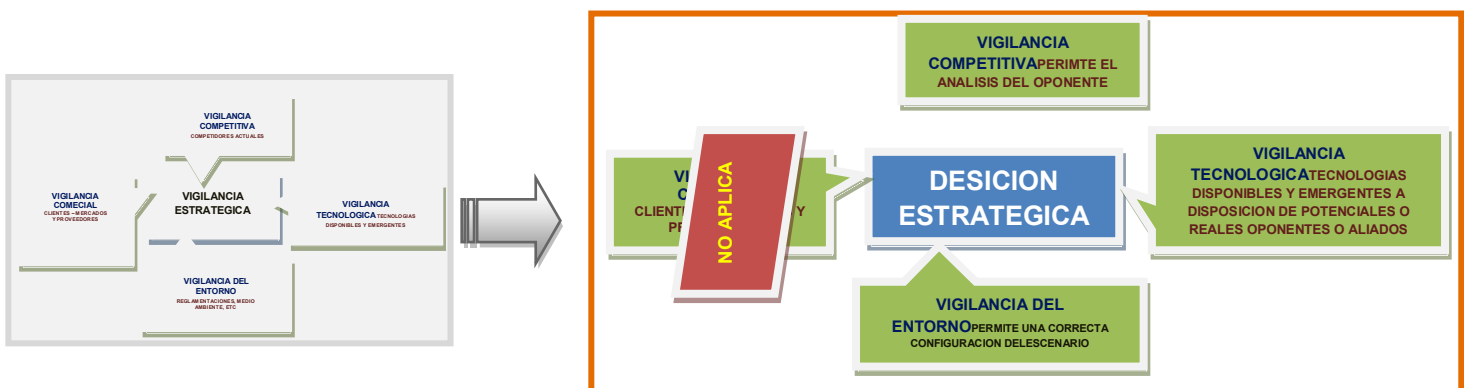 VIGILANCIA
COMPETITIVA
COMPETIDORES ACTUALES
VIGILANCIA
COMECIAL
CLIENTES – MERCADOS
Y PROVEEDORES
VIGILANCIA
ESTRATEGICA
VIGILANCIA
TECNOLOGICA TECNOLOGIAS
DISPONIBLES Y EMERGENTES
VIGILANCIA DEL
ENTORNO
REGLAMENTACIONES, MEDIO
AMBIENTE, ETC
VIGILANCIA
COMPETITIVA PERIMTE EL
ANALISIS DEL OPONENTE
NO APLICA
Y
DESICION
ESTRATEGICA
VIGILANCIA
TECNOLOGICA TECNOLOGIAS
DISPONIBLES Y EMERGENTES A
DISPOSICION DE POTENCIALES O
REALES OPONENTES O ALIADOS
VIGILANCIA DEL
ENTORNO PERMITE UNA CORRECTA
CONFIGURACION DELESCENARIO